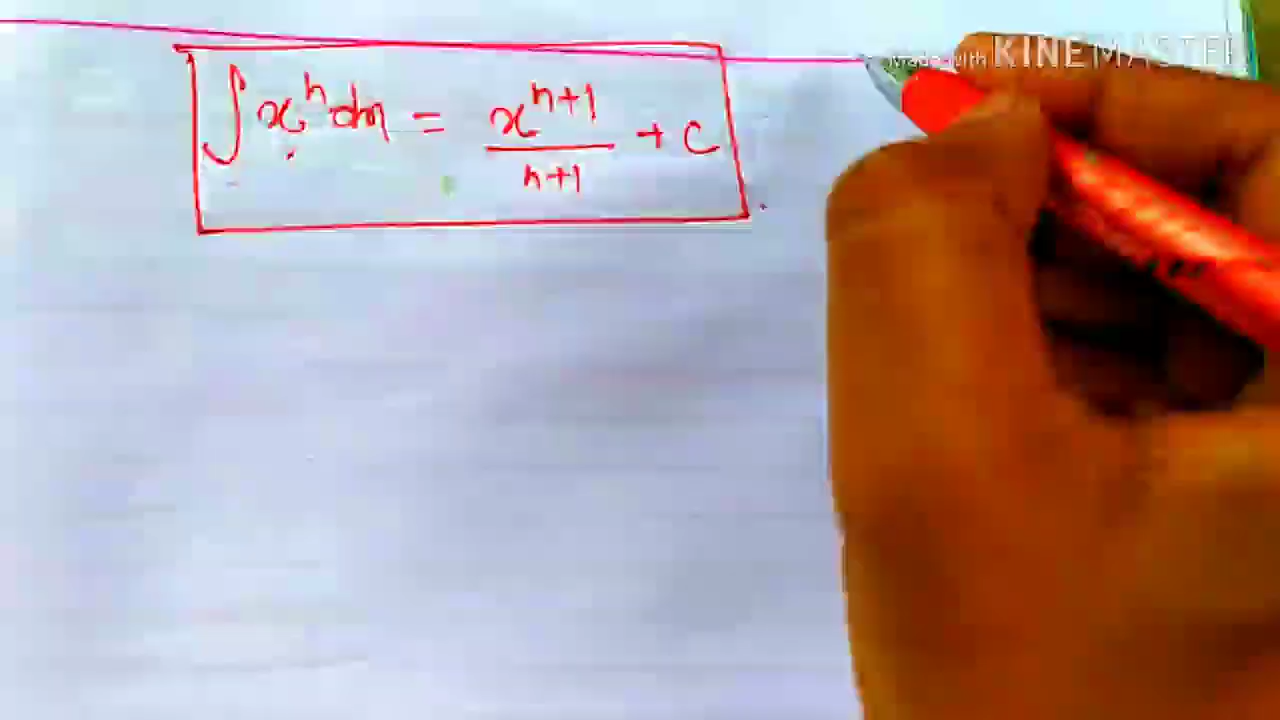 Made with KINEMASTER
∫ xⁿ dx = xⁿ⁺¹/n+1 + c